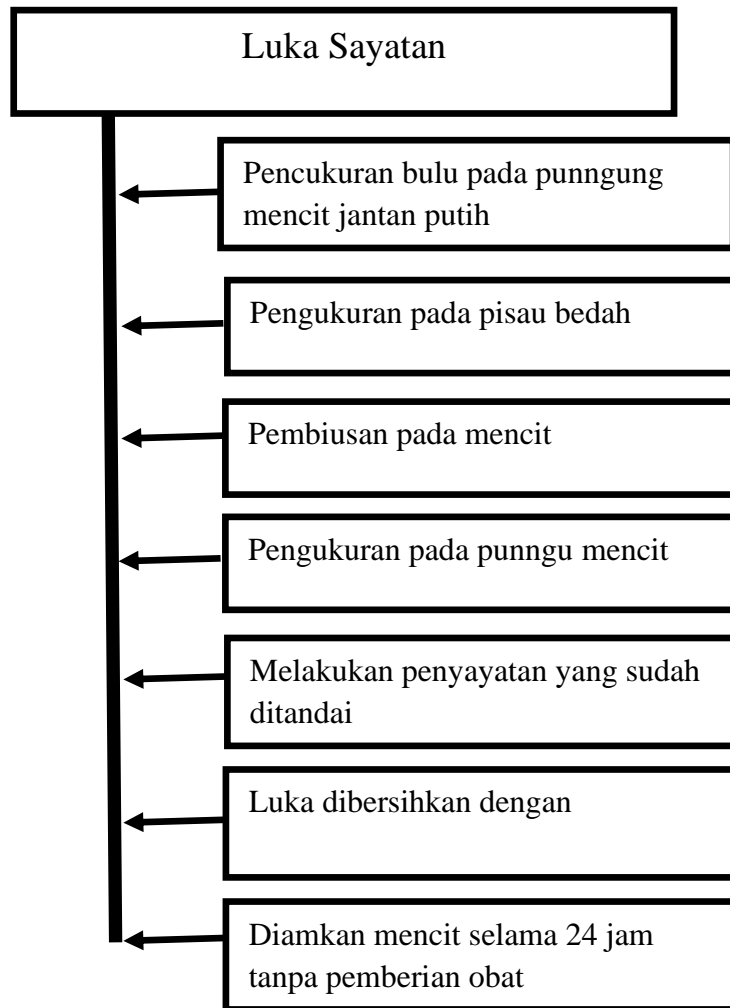 Luka Sayatan
Pencukuran bulu pada punngung
mencit jantan putih
Pengukuran pada pisau bedah
Pembiusan pada mencit
Pengukuran pada punngu mencit
Melakukan penyayatan yang sudah
ditandai
Luka dibersihkan dengan
Diamkan mencit selama 24 jam
tanpa pemberian obat